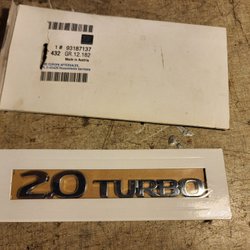 1 # 93187137
432 GR.12.182
Made in Austria
2.0 TURBO